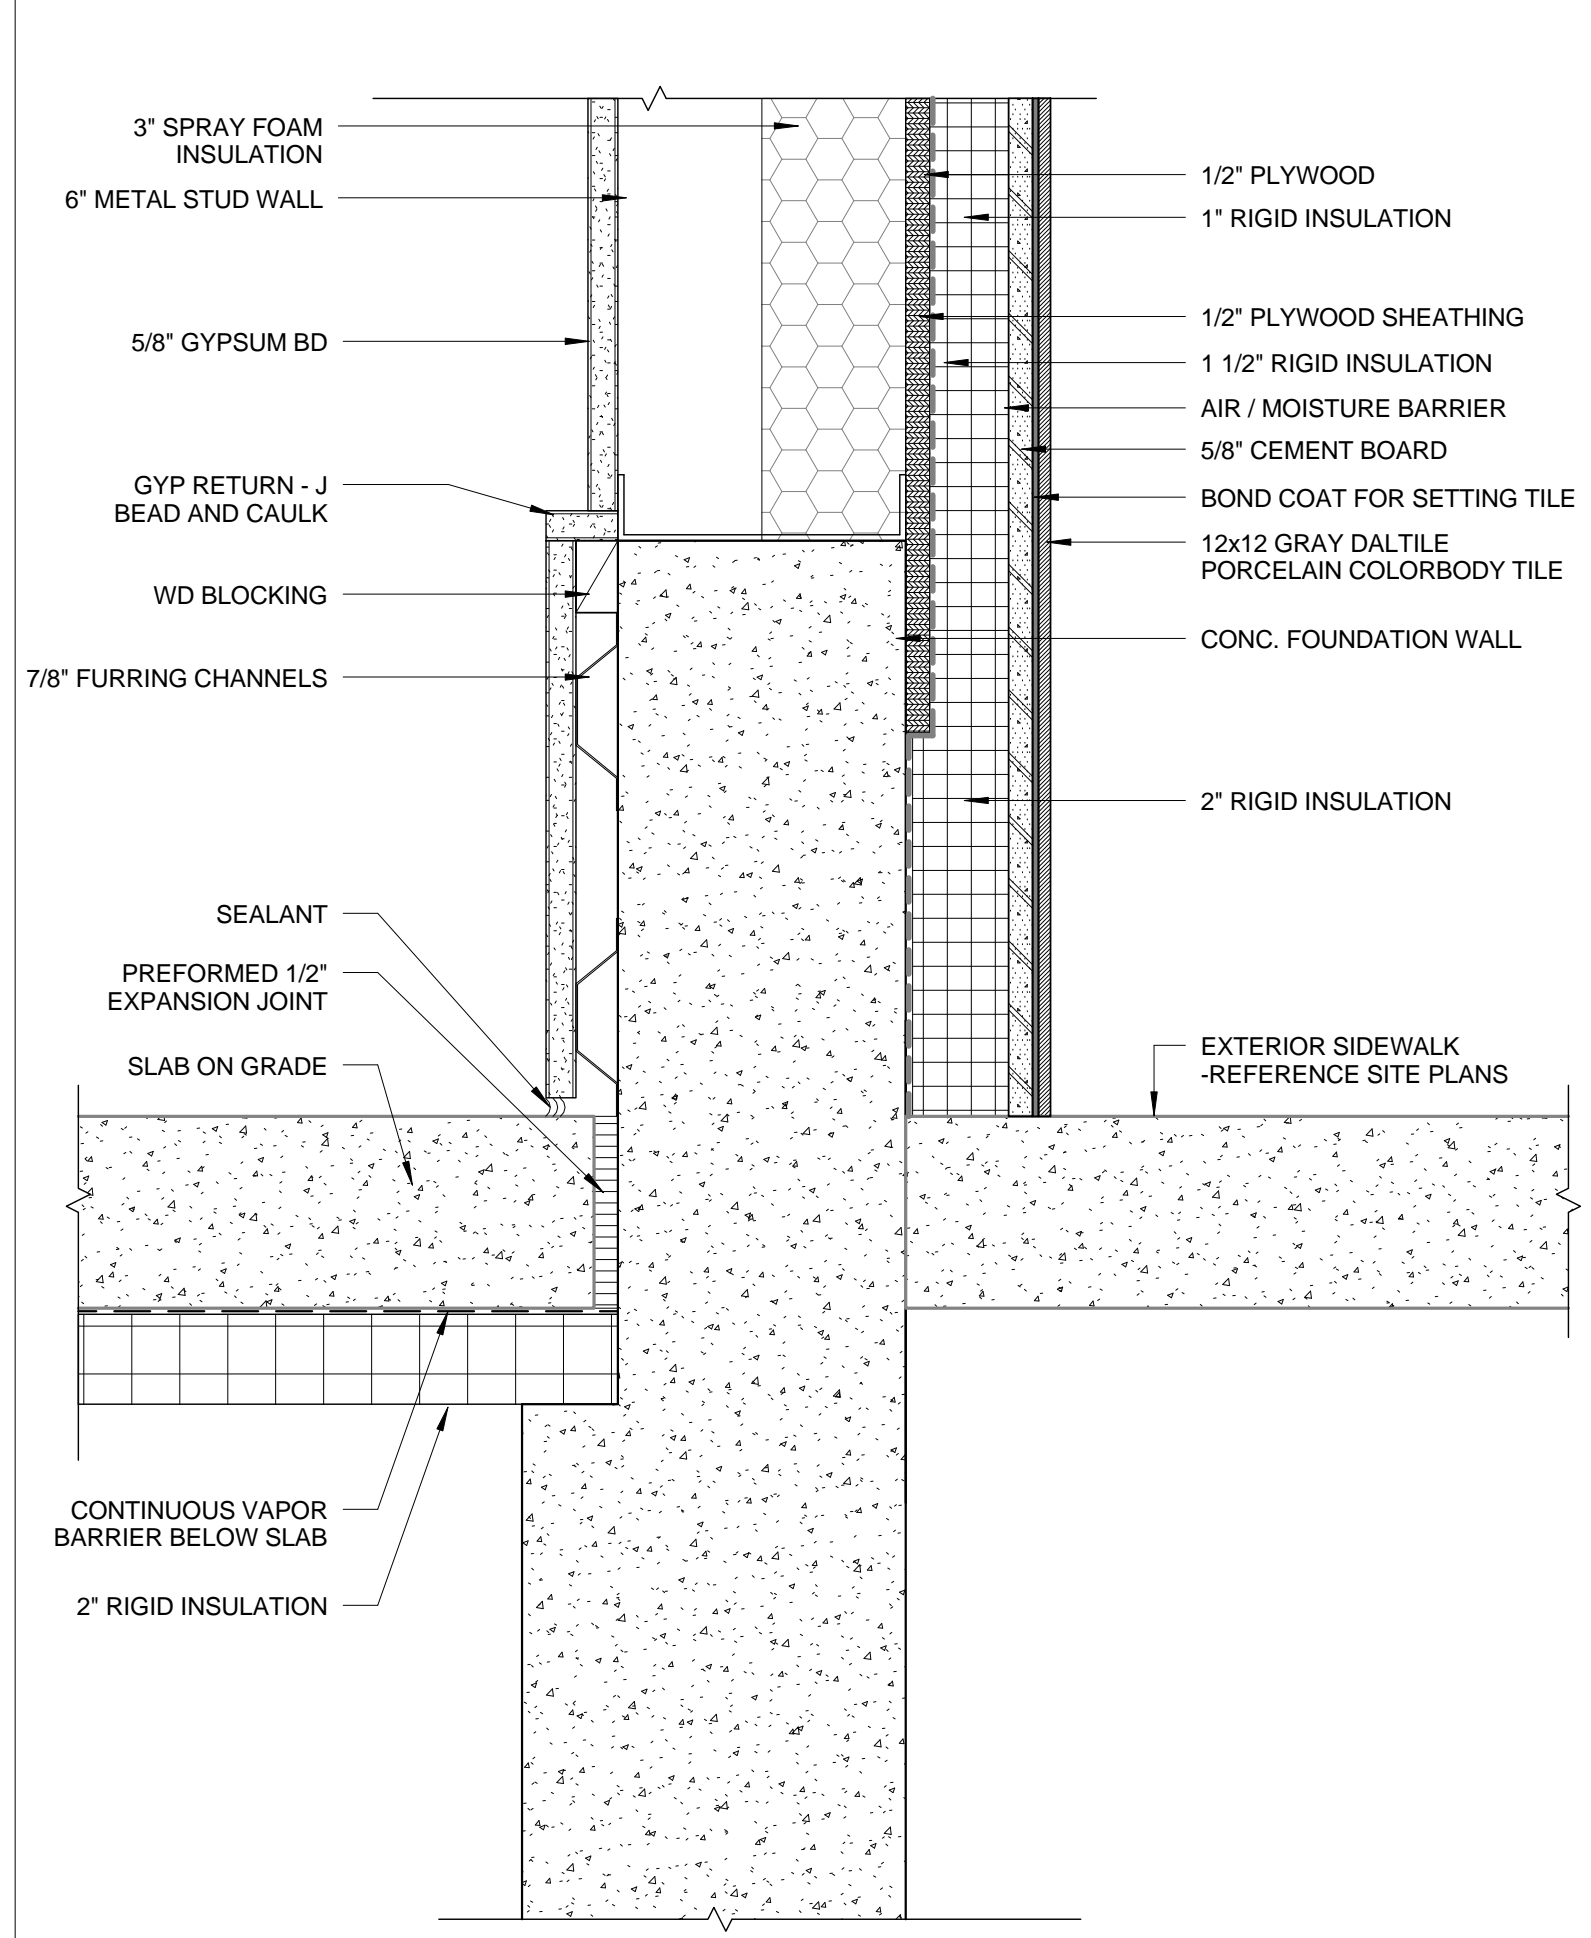 3" SPRAY FOAM
INSULATION
6" METAL STUD WALL
5/8" GYPSUM BD
GYP RETURN - J
BEAD AND CAULK
WD BLOCKING
7/8" FURRING CHANNELS
SEALANT
PREFORMED 1/2"
EXPANSION JOINT
SLAB ON GRADE
CONTINUOUS VAPOR
BARRIER BELOW SLAB
2" RIGID INSULATION
1/2" PLYWOOD
1" RIGID INSULATION
1/2" PLYWOOD SHEATHING
1 1/2" RIGID INSULATION
AIR / MOISTURE BARRIER
5/8" CEMENT BOARD
BOND COAT FOR SETTING TILE
12x12 GRAY DALTILE
PORCELAIN COLORBODY TILE
CONC. FOUNDATION WALL
2" RIGID INSULATION
EXTERIOR SIDEWALK
-REFERENCE SITE PLANS